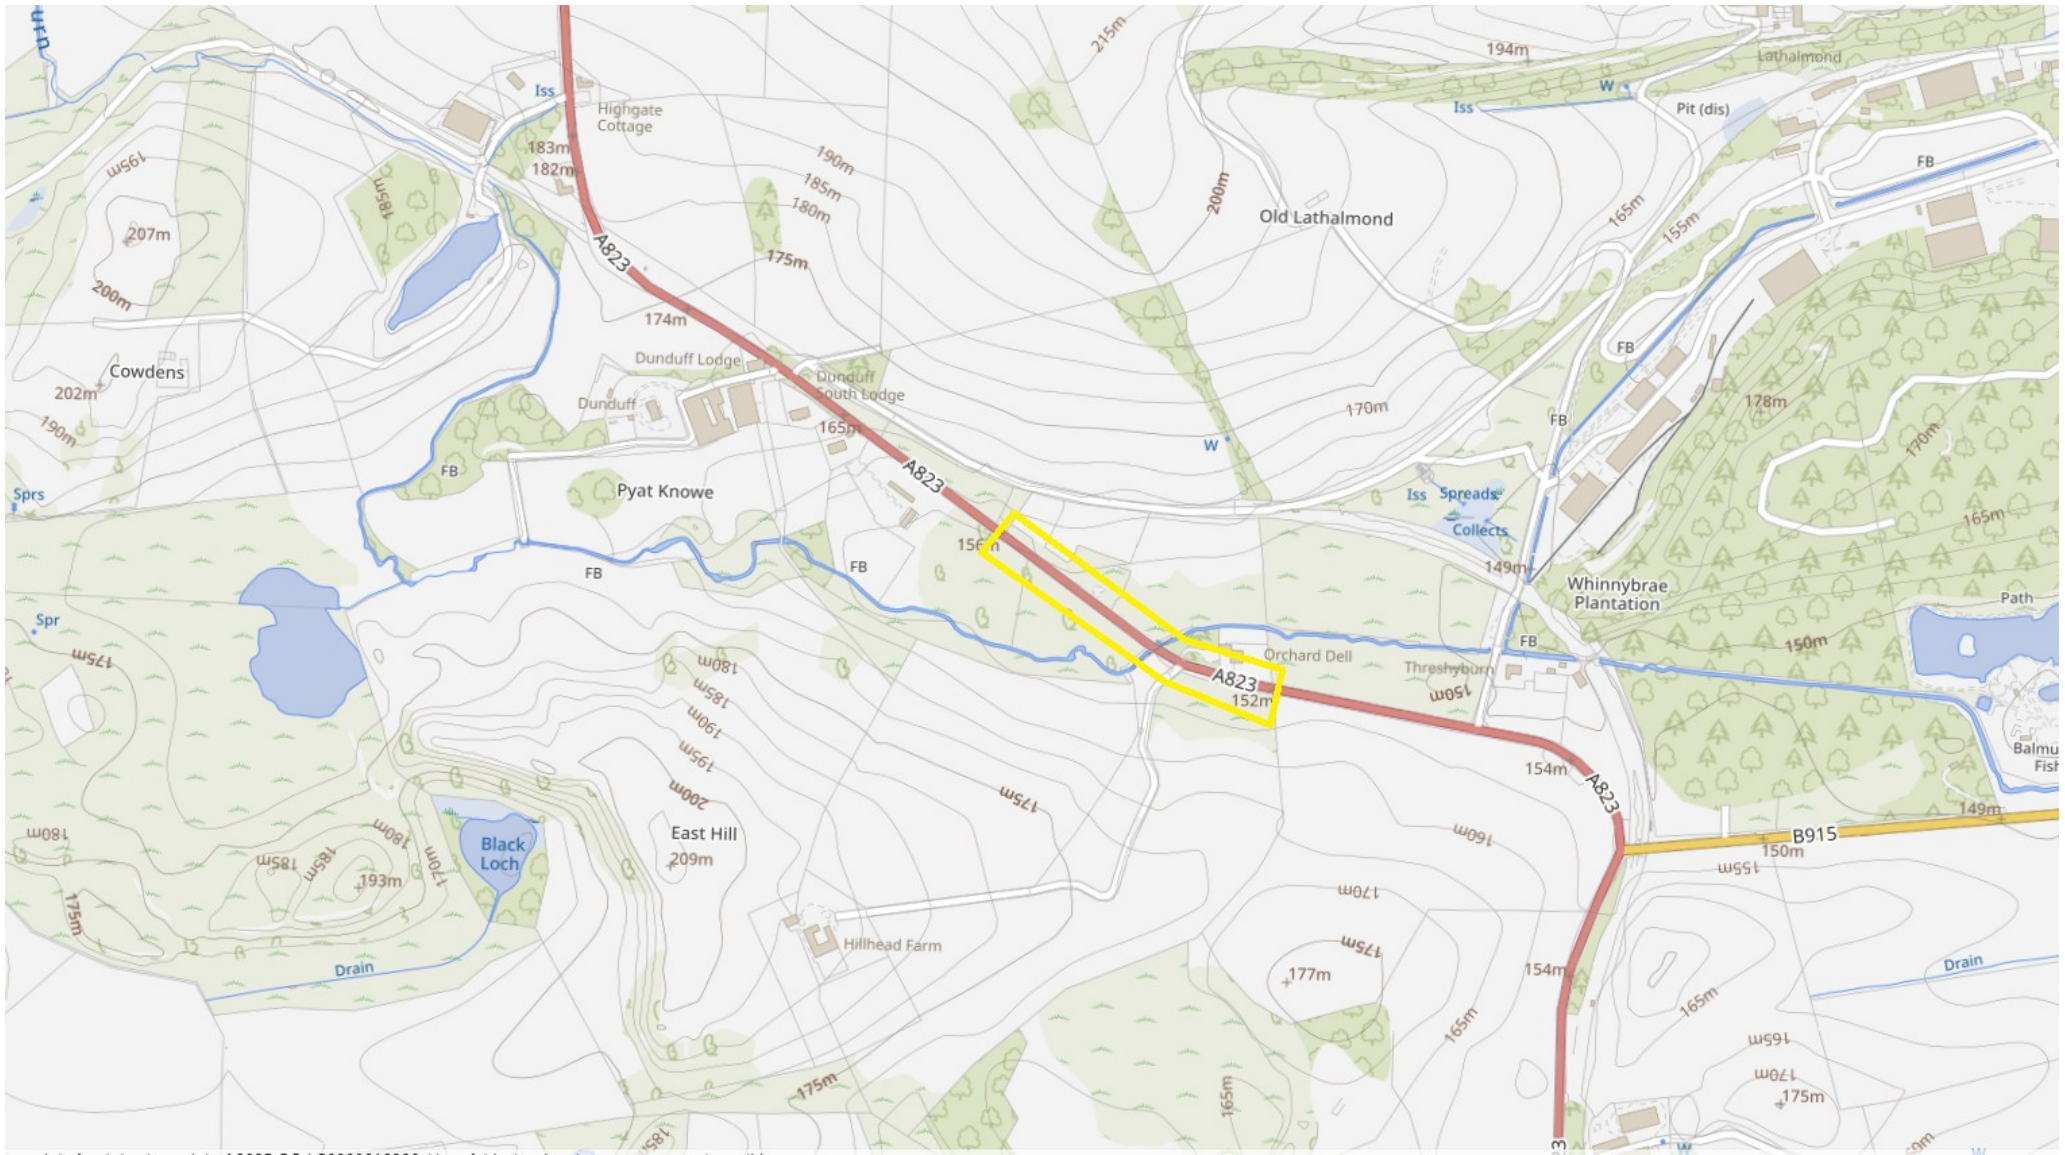 urn
215m
194m
Lathalmond
Iss
Highgate
Cottage
W
Iss
Pit (dis)
183m
182m
195m
185m
190m
185m
180m
FB
207m
200m
A823
175m
200m
Old Lathalmond
165m
155m
174m
Dunduff Lodge
Dunduff
South Lodge
FB
Cowdens
202m
190m
Dunduff
165m
170m
178m
FB
170m
W
FB
Pyat Knowe
A823
Sprs
Iss
Spreads
Collects
165m
156m
FB
FB
149m
Whinnybrae
Plantation
Path
Spr
175m
180m
185m
190m
195m
200m
Orchard Dell
A823
152m
Threshyburn
150m
FB
150m
175m
154m
A823
Balmu
Fish
149m
180m
180m
185m
185m
170m
193m
175m
Black
Loch
East Hill
209m
160m
B915
150m
155m
170m
Hillhead Farm
175m
177m
154m
165m
165m
Drain
Drain
165m
170m
175m
175m
165m
185m
W
W